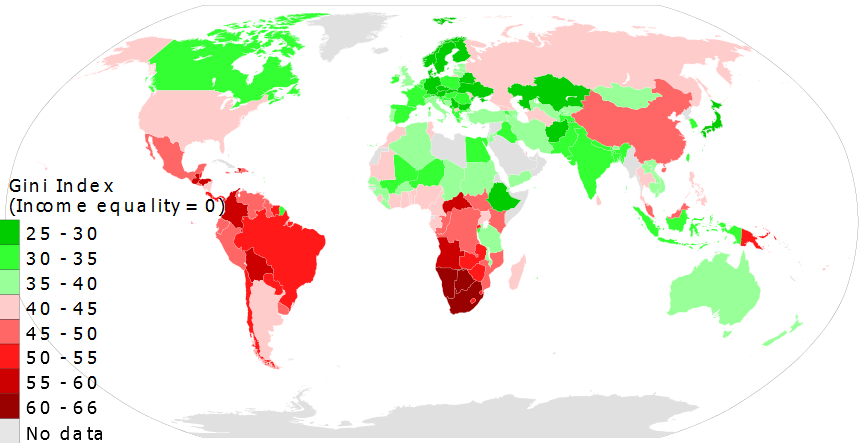 Gini Index
(Income equality = 0)
25 - 30
30 - 35
35 - 40
40 - 45
45 - 50
50 - 55
55 - 60
60 - 66
No data